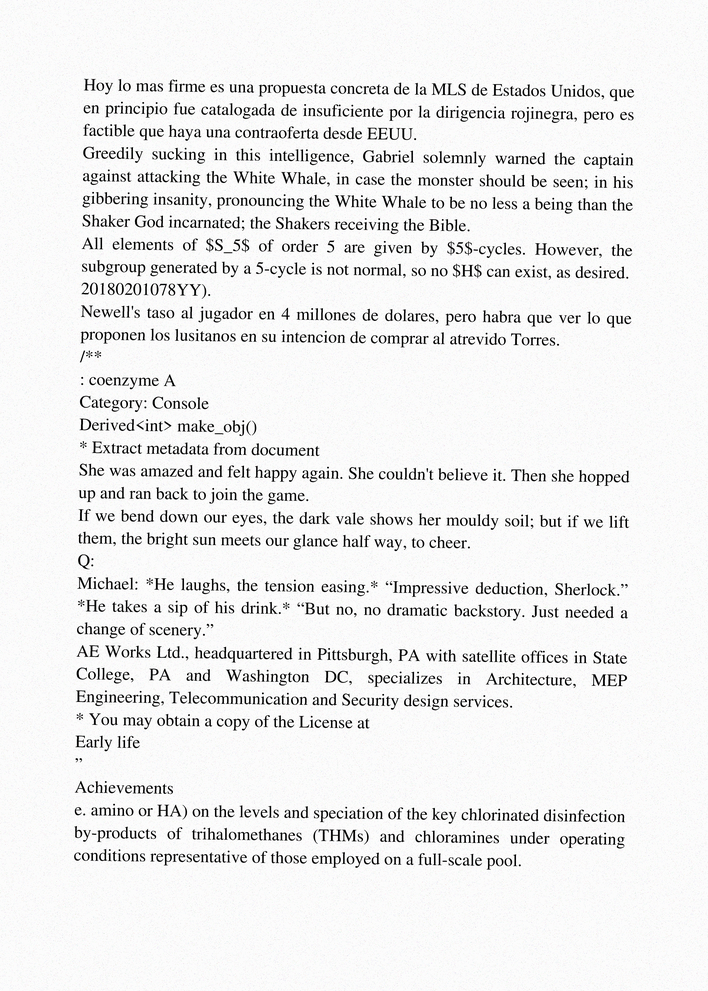 Hoy lo mas firme es una propuesta concreta de la MLS de Estados Unidos, que
en principio fue catalogada de insuficiente por la dirigencia rojinegra, pero es
factible que haya una contraoferta desde EEUU.
Greedily sucking in this intelligence, Gabriel solemnly warned the captain
against attacking the White Whale, in case the monster should be seen; in his
gibbering insanity, pronouncing the White Whale to be no less a being than the
Shaker God incarnated; the Shakers receiving the Bible.
All elements of $S_5$ of order 5 are given by $5$-cycles. However, the
subgroup generated by a 5-cycle is not normal, so no $H$ can exist, as desired.
20180201078YY).
Newell's taso al jugador en 4 millones de dolares, pero habra que ver lo que
proponen los lusitanos en su intencion de comprar al atrevido Torres.
/**
: coenzyme A
Category: Console
Derived<int> make_obj()
* Extract metadata from document
She was amazed and felt happy again. She couldn't believe it. Then she hopped
up and ran back to join the game.
If we bend down our eyes, the dark vale shows her mouldy soil; but if we lift
them, the bright sun meets our glance half way, to cheer.
Q:
Michael: *He laughs, the tension easing.* “Impressive deduction, Sherlock.”
*He takes a sip of his drink.* “But no, no dramatic backstory. Just needed a
change of scenery.”
AE Works Ltd., headquartered in Pittsburgh, PA with satellite offices in State
College, PA and Washington DC, specializes in Architecture, MEP
Engineering, Telecommunication and Security design services.
* You may obtain a copy of the License at
Early life
”
Achievements
e. amino or HA) on the levels and speciation of the key chlorinated disinfection
by-products of trihalomethanes (THMs) and chloramines under operating
conditions representative of those employed on a full-scale pool.